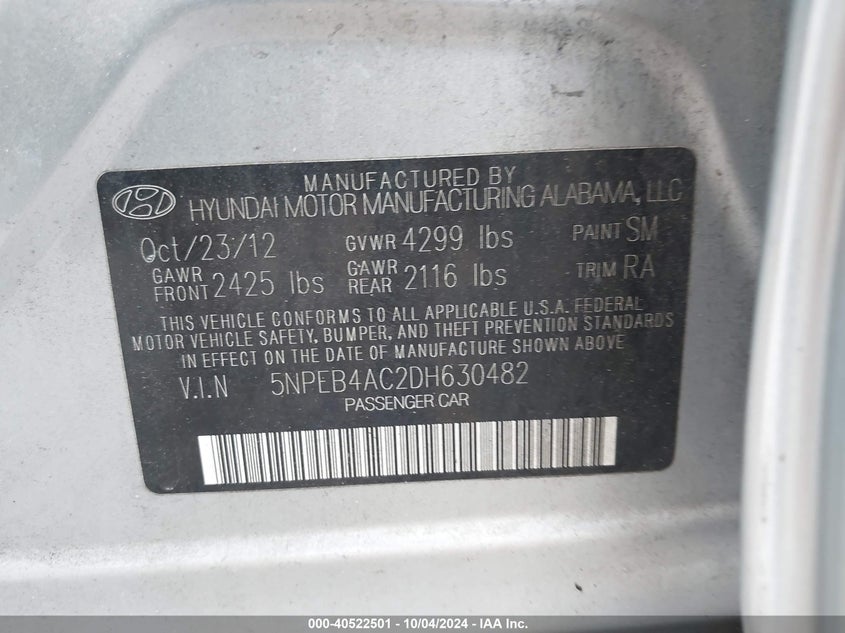 MANUFACTURED BY
HYUNDAI MOTOR MANUFACTURING ALABAMA, LLC
Oct/23/12 GVWR 4299 lbs PAINT SM
GAWR FRONT 2425 lbs GAWR REAR 2116 lbs TRIM RA
THIS VEHICLE CONFORMS TO ALL APPLICABLE U.S.A. FEDERAL
MOTOR VEHICLE SAFETY, BUMPER, AND THEFT PREVENTION STANDARDS
IN EFFECT ON THE DATE OF MANUFACTURE SHOWN ABOVE
V.I.N 5NPEB4AC2DH630482
PASSENGER CAR
000-40522501 - 10/04/2024 - IAA Inc.